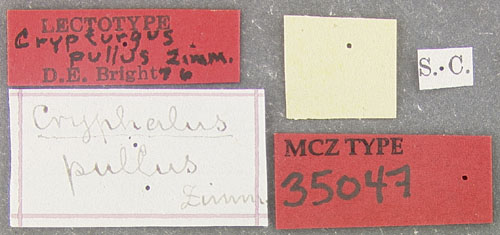 LECTOTYPE
Crypturgus
pullus Zimm.
D.E. Bright 76
Cryphalus
pullus
Zimm.
S. C.
MCZ TYPE
35047